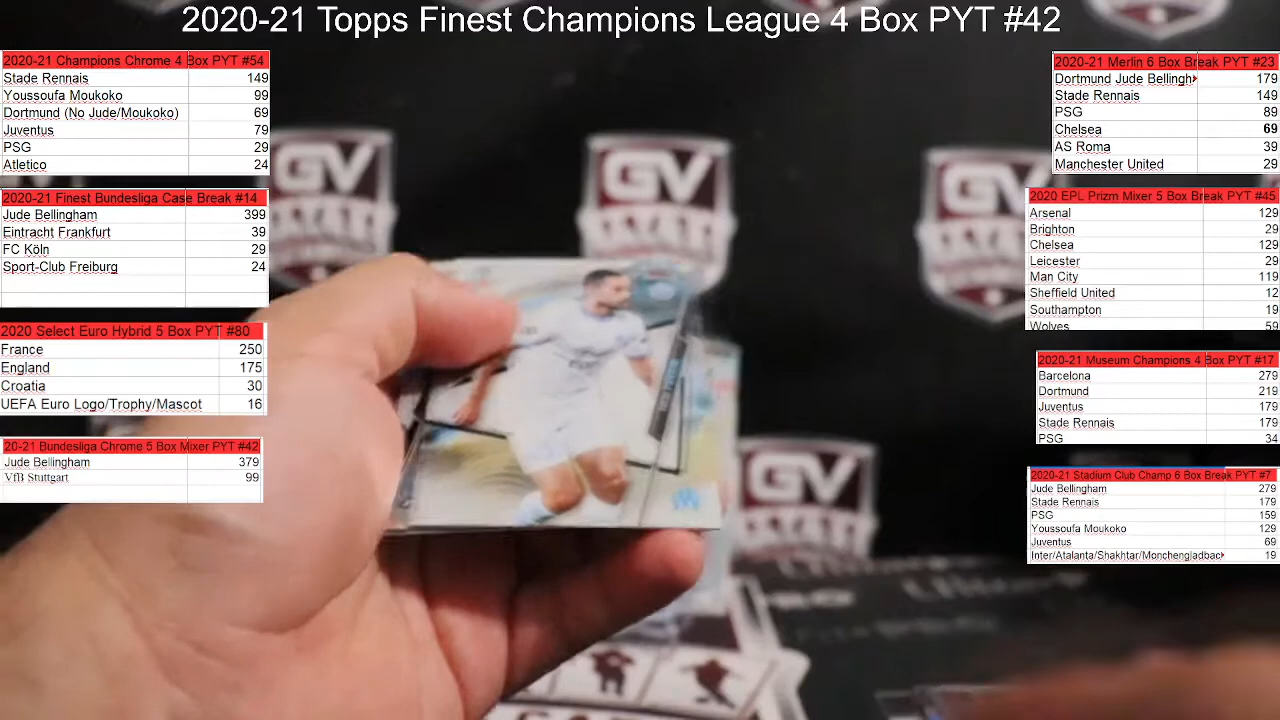 2020-21 Topps Finest Champions League 4 Box PYT #42
2020-21 Champions Chrome 4 Box PYT #54
Stade Rennais 149
Youssoufa Moukoko 99
Dortmund (No Jude/Moukoko) 69
Juventus 79
PSG 29
Atletico 24
2020-21 Finest Bundesliga Case Break #14
Jude Bellingham 399
Eintracht Frankfurt 39
FC Köln 29
Sport-Club Freiburg 24
2020 Select Euro Hybrid 5 Box PYT #80
France 250
England 175
Croatia 30
UEFA Euro Logo/Trophy/Mascot 16
20-21 Bundesliga Chrome 5 Box Mixer PYT #42
Jude Bellingham 379
VfB Stuttgart 99
2020-21 Merlin 6 Box Break PYT #23
Dortmund Jude Bellingh 179
Stade Rennais 149
PSG 89
Chelsea 69
AS Roma 39
Manchester United 29
2020 EPL Prizm Mixer 5 Box Break PYT #45
Arsenal 129
Brighton 29
Chelsea 129
Leicester 29
Man City 119
Sheffield United 12
Southampton 19
Wolves 59
2020-21 Museum Champions 4 Box PYT #17
Barcelona 279
Dortmund 219
Juventus 179
Stade Rennais 179
PSG 34
2020-21 Stadium Club Champ 6 Box Break PYT #7
Jude Bellingham 279
Stade Rennais 179
PSG 159
Youssoufa Moukoko 129
Juventus 69
Inter/Atalanta/Shakhtar/Monchengladbac 19
GV
GV
GV
GV